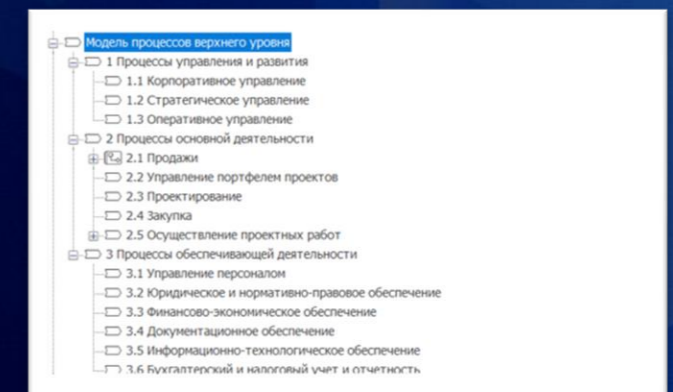 Модель процессов верхнего уровня
1 Процессы управления и развития
1.1 Корпоративное управление
1.2 Стратегическое управление
1.3 Оперативное управление
2 Процессы основной деятельности
2.1 Продажи
2.2 Управление портфелем проектов
2.3 Проектирование
2.4 Закупка
2.5 Осуществление проектных работ
3 Процессы обеспечивающей деятельности
3.1 Управление персоналом
3.2 Юридическое и нормативно-правовое обеспечение
3.3 Финансово-экономическое обеспечение
3.4 Документационное обеспечение
3.5 Информационно-технологическое обеспечение
3.6 Бухгалтерский и налоговый учет и отчетность